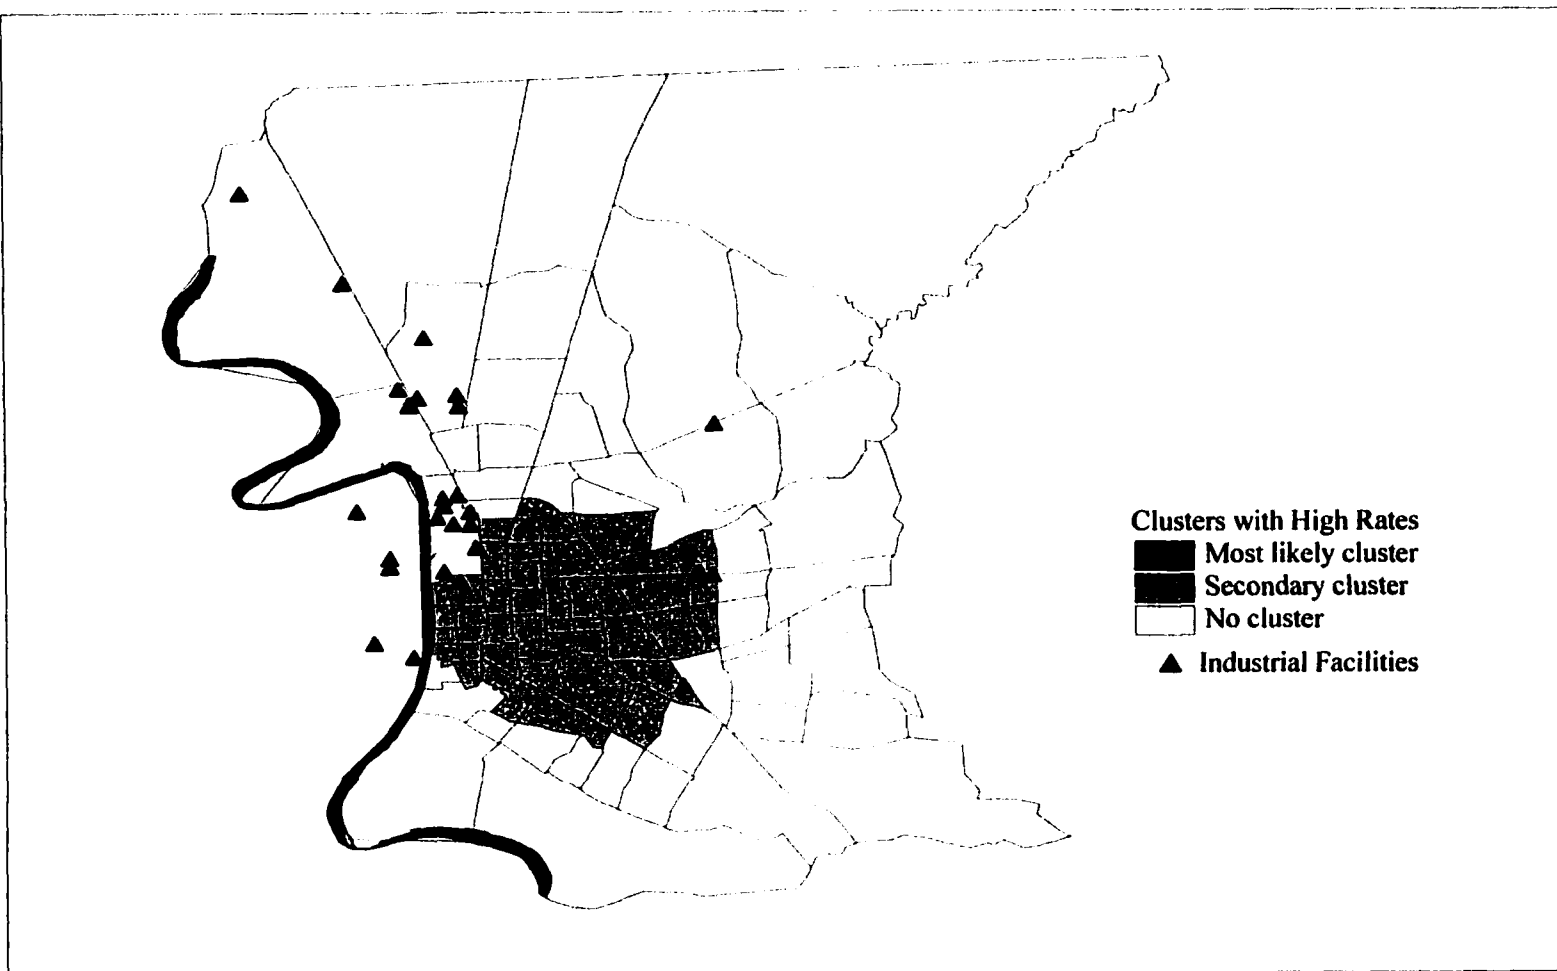 Clusters with High Rates
Most likely cluster
Secondary cluster
No cluster
Industrial Facilities